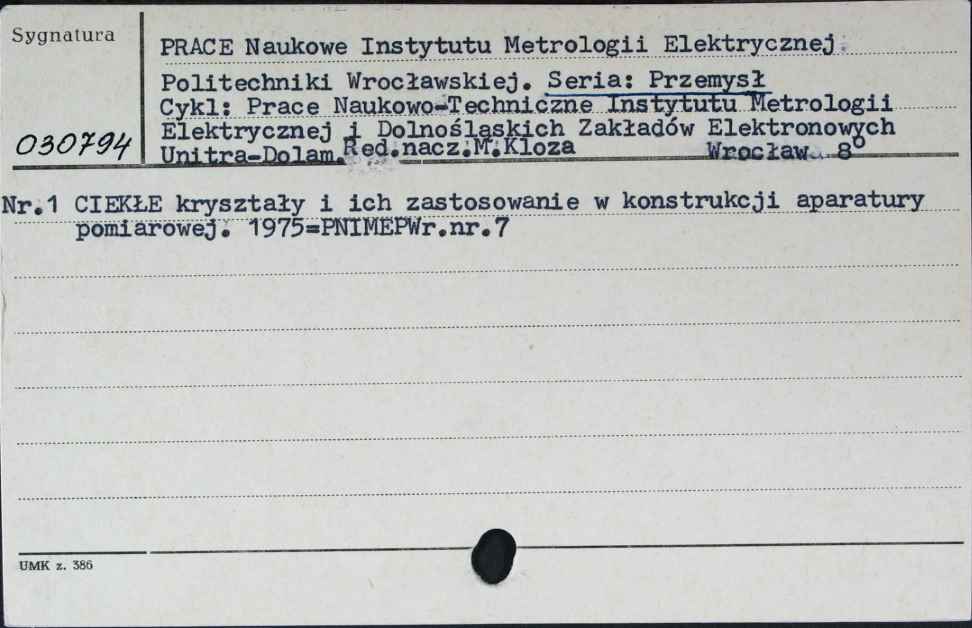 Sygnatura
PRACE Naukowe Instytutu Metrologii Elektrycznej
Politechniki Wrocławskiej. Seria: Przemysł
Cykl: Prace Naukowo-Techniczne Instytutu Metrologii
030794
Elektrycznej i Dolnośląskich Zakładów Elektronowych
Unitra-Dolam. Red.nacz.M.Kloza Wrocław 8º
Nr.1 CIEKŁE kryształy i ich zastosowanie w konstrukcji aparatury
pomiarowej. 1975=PNIMEPWr.nr.7
UMK z. 386